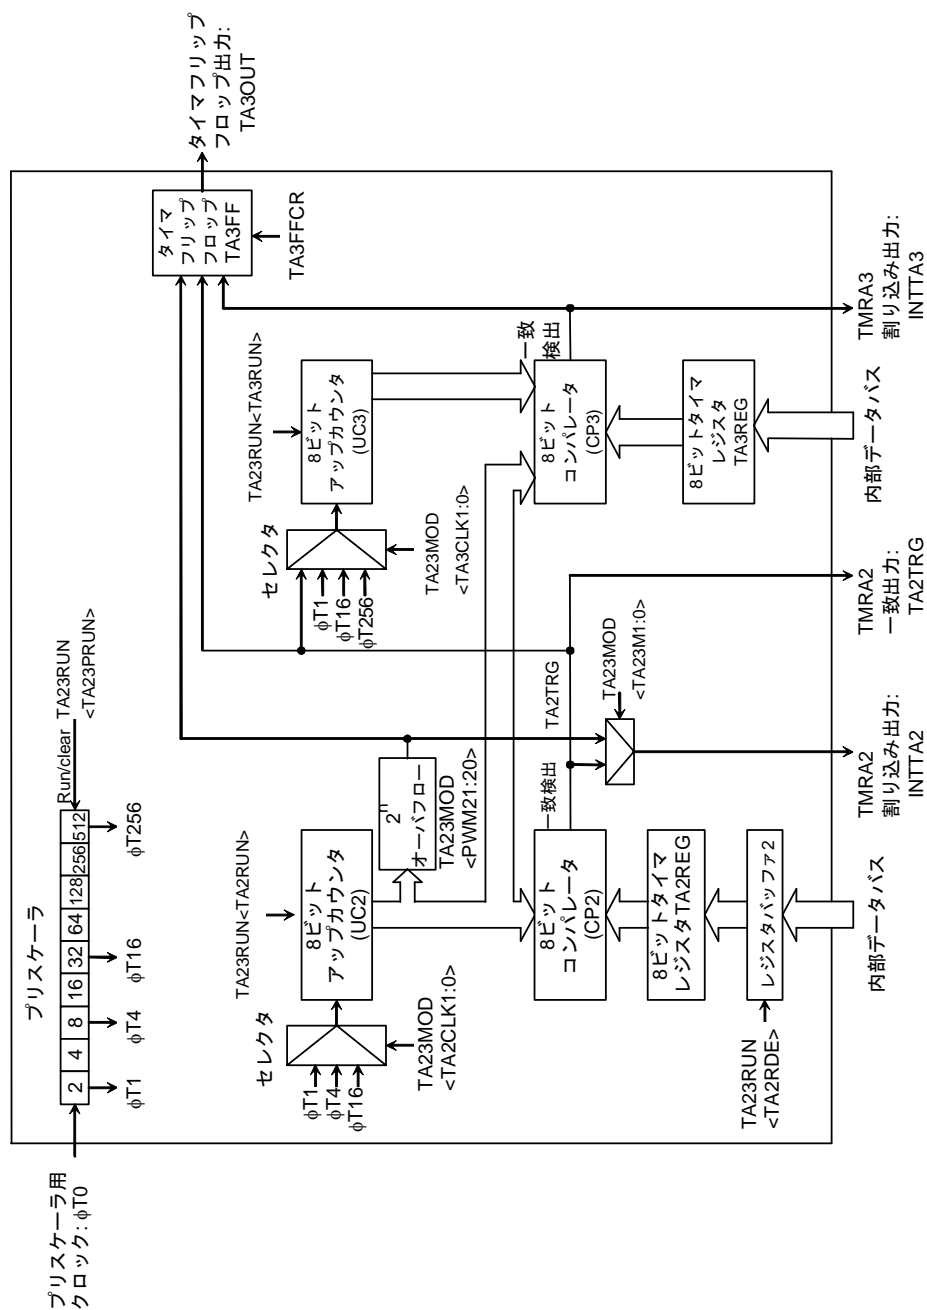 プリスケーラ用
クロック: φT0
プリスケーラ
2 4 8 16 32 64 128 256 512
Run/clear
TA23RUN
<TA23PRUN>
φT1
φT4
φT16
φT256
セレクタ
φT1
φT4
φT16
TA23MOD
<TA2CLK1:0>
TA23RUN<TA2RUN>
8ビット
アップカウンタ
(UC2)
2n
オーバフロー
TA23MOD
<PWM21:20>
セレクタ
φT1
φT16
φT256
TA23MOD
<TA3CLK1:0>
TA23RUN<TA3RUN>
8ビット
アップカウンタ
(UC3)
タイマ
フリップ
フロップ
TA3FF
TA3FFCR
タイマフリップ
フロップ出力:
TA3OUT
8ビット
コンパレータ
(CP2)
一致検出
TA2TRG
TA23MOD
<TA23M1:0>
8ビット
コンパレータ
(CP3)
一致
検出
8ビットタイマ
レジスタTA2REG
レジスタバッファ2
TA23RUN
<TA2RDE>
8ビットタイマ
レジスタ
TA3REG
内部データバス
TMRA2
割り込み出力:
INTTA2
TMRA2
一致出力:
TA2TRG
内部データバス
TMRA3
割り込み出力:
INTTA3